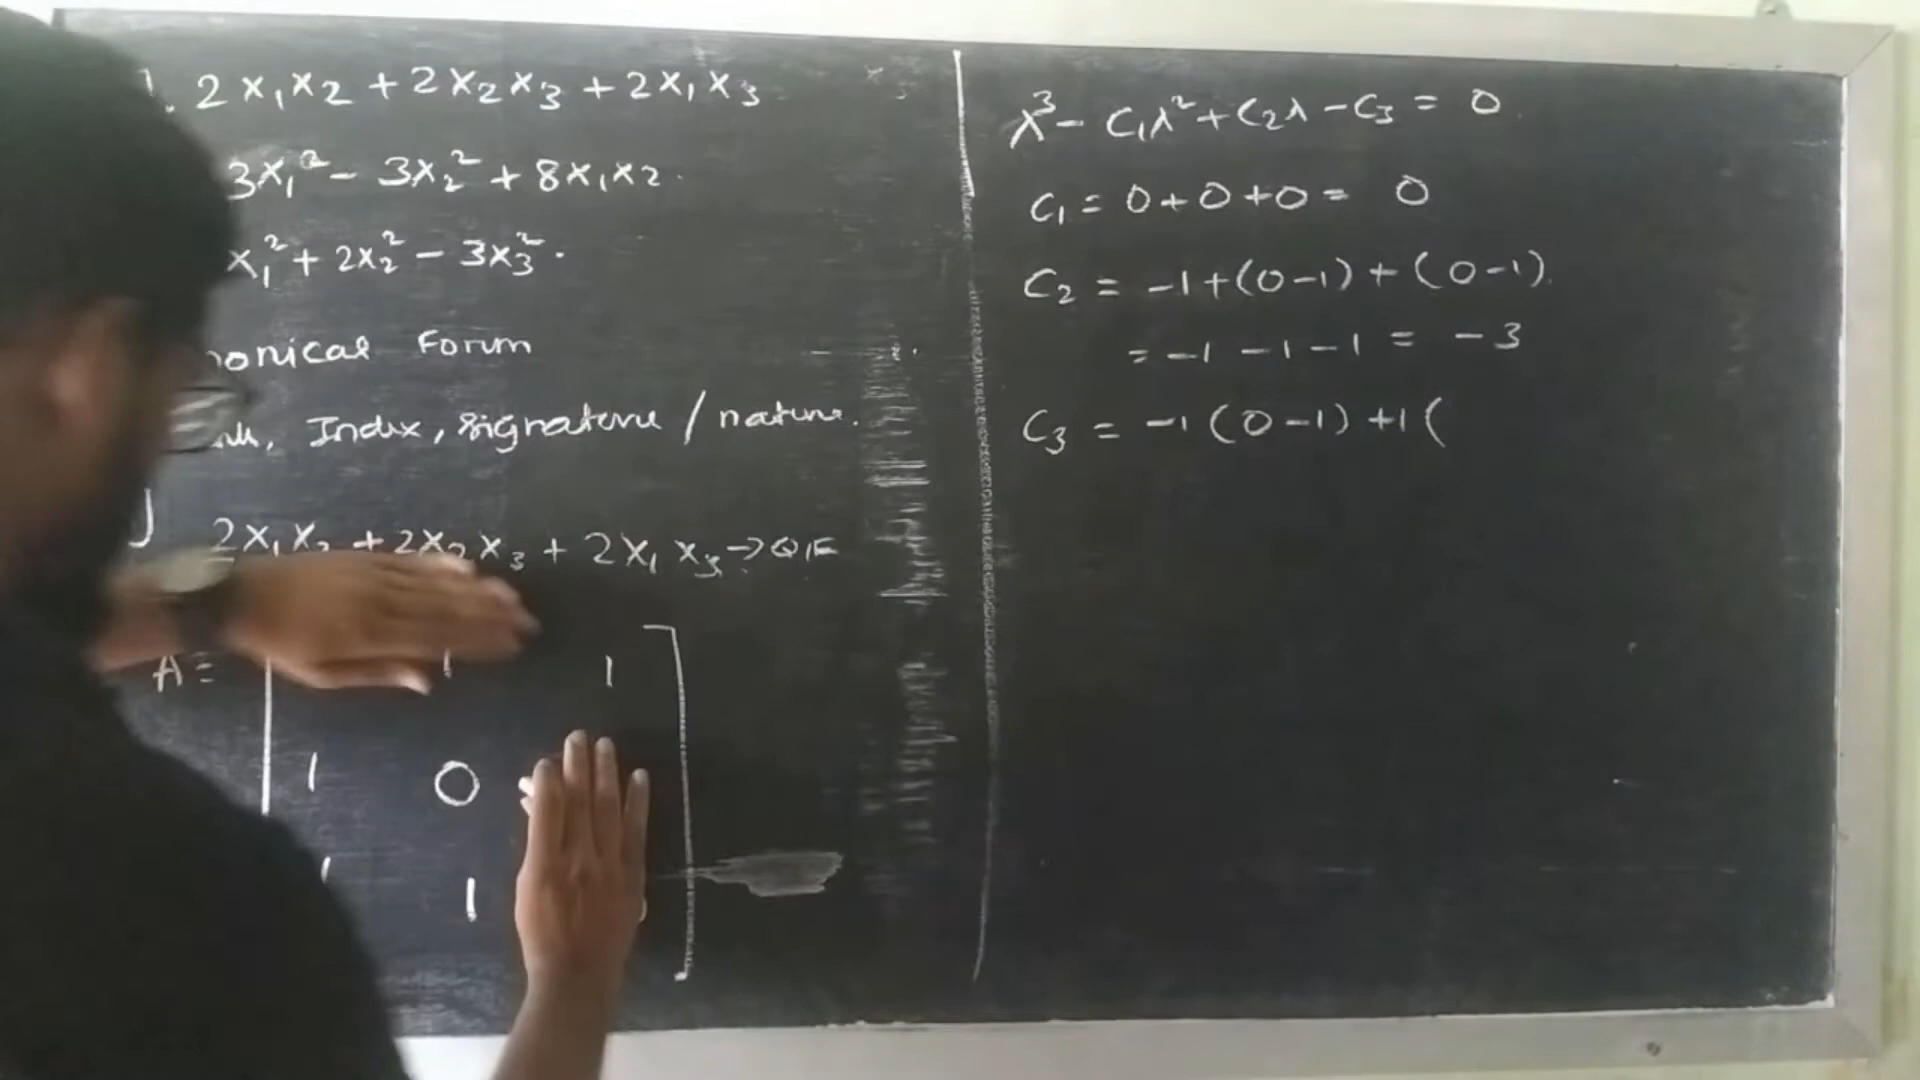 1. 2x₁x₂ + 2x₂x₃ + 2x₁x₃
3x₁² - 3x₂² + 8x₁x₂.
x₁² + 2x₂² - 3x₃².
onical Form
Index, signature / nature.
2x₁x₂ + 2x₂x₃ + 2x₁x₃ → Q.F
A =
1 1
1 0
1 1
λ³ - C₁λ² + C₂λ - C₃ = 0
C₁ = 0 + 0 + 0 = 0
C₂ = -1 + (0-1) + (0-1)
= -1 -1 -1 = -3
C₃ = -1 (0-1) +1 (